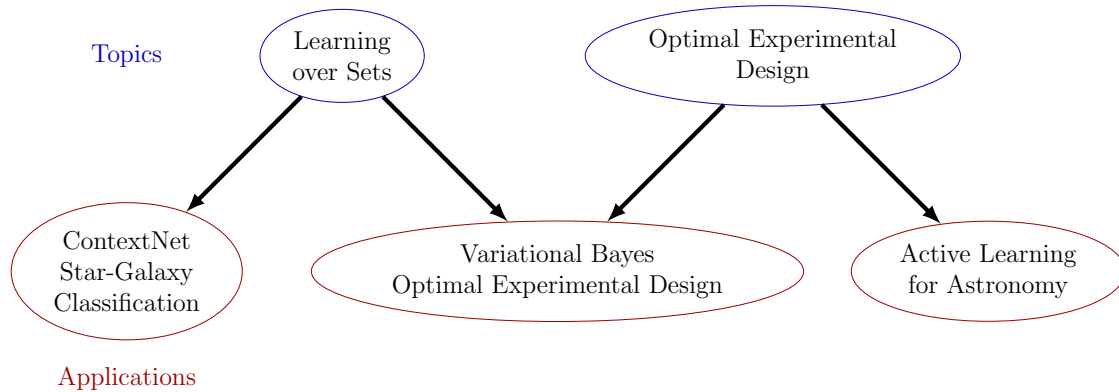 Topics
Learning
over Sets
Optimal Experimental
Design
ContextNet
Star-Galaxy
Classification
Variational Bayes
Optimal Experimental Design
Active Learning
for Astronomy
Applications